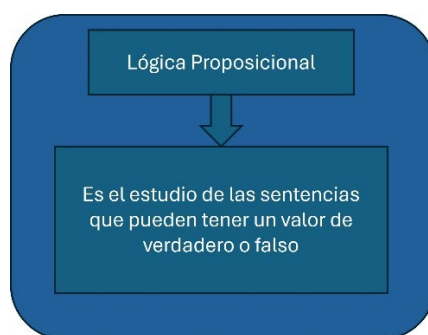 Lógica Proposicional
Es el estudio de las sentencias
que pueden tener un valor de
verdadero o falso